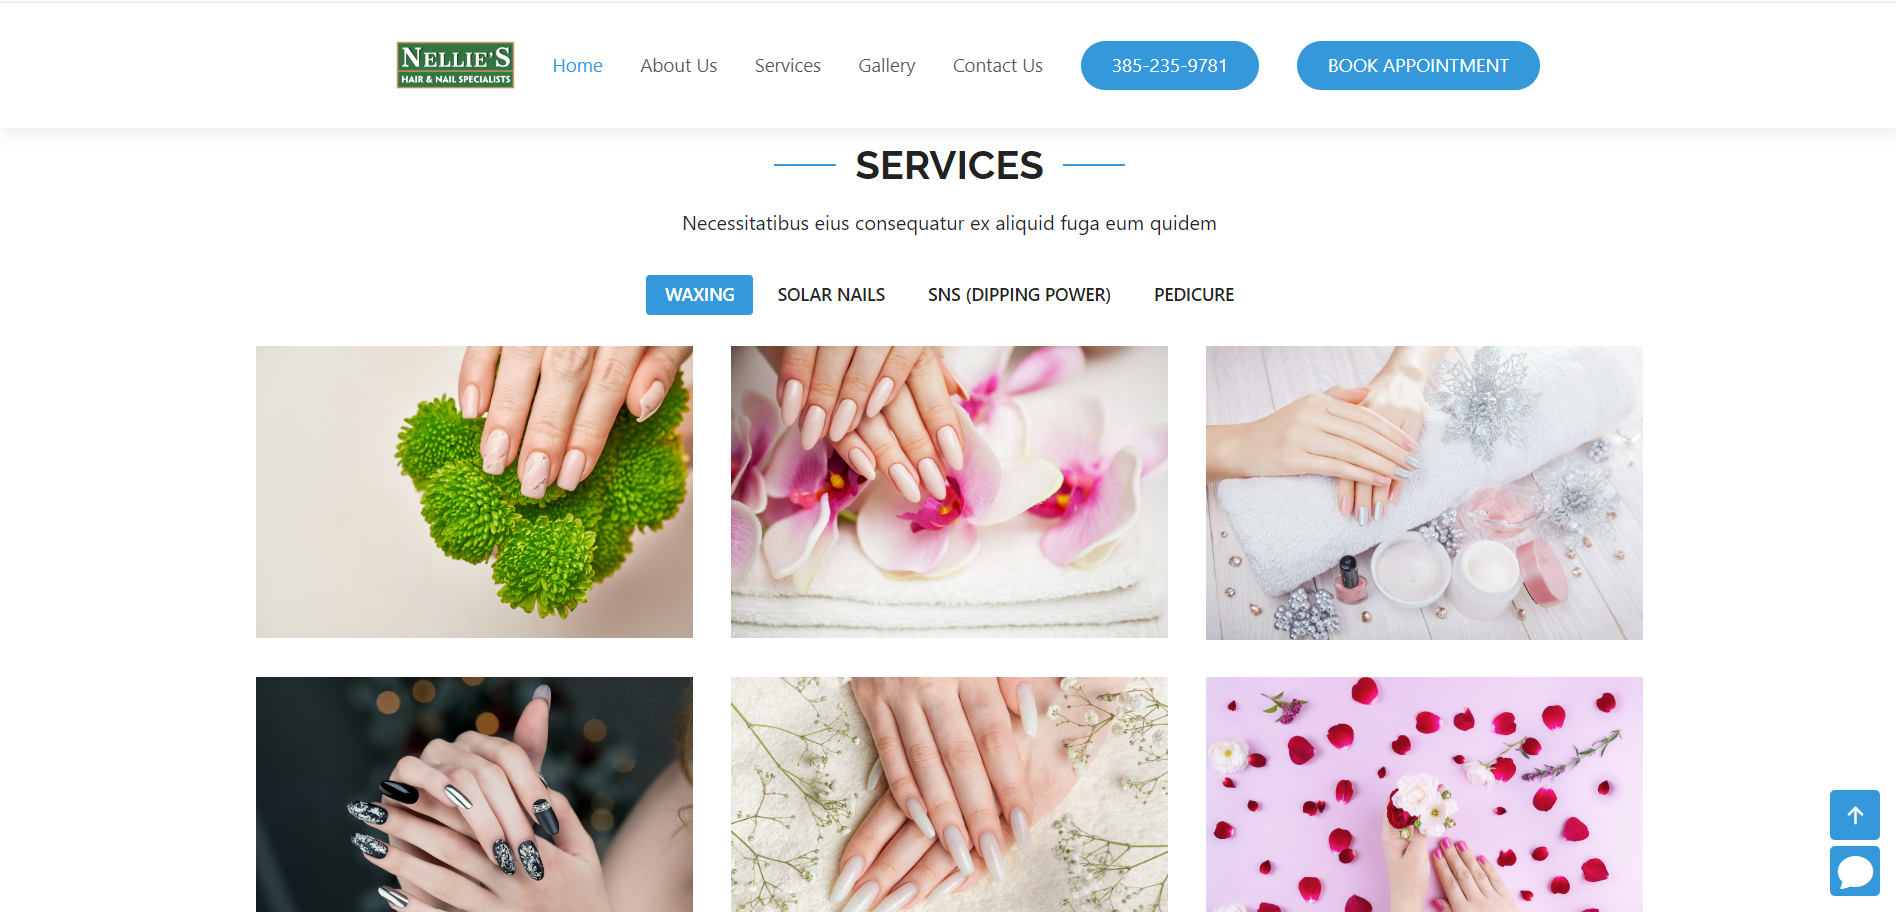 NELLIE'S
HAIR & NAIL SPECIALISTS
Home About Us Services Gallery Contact Us 385-235-9781 BOOK APPOINTMENT
SERVICES
Necessitatibus eius consequatur ex aliquid fuga eum quidem
WAXING SOLAR NAILS SNS (DIPPING POWER) PEDICURE